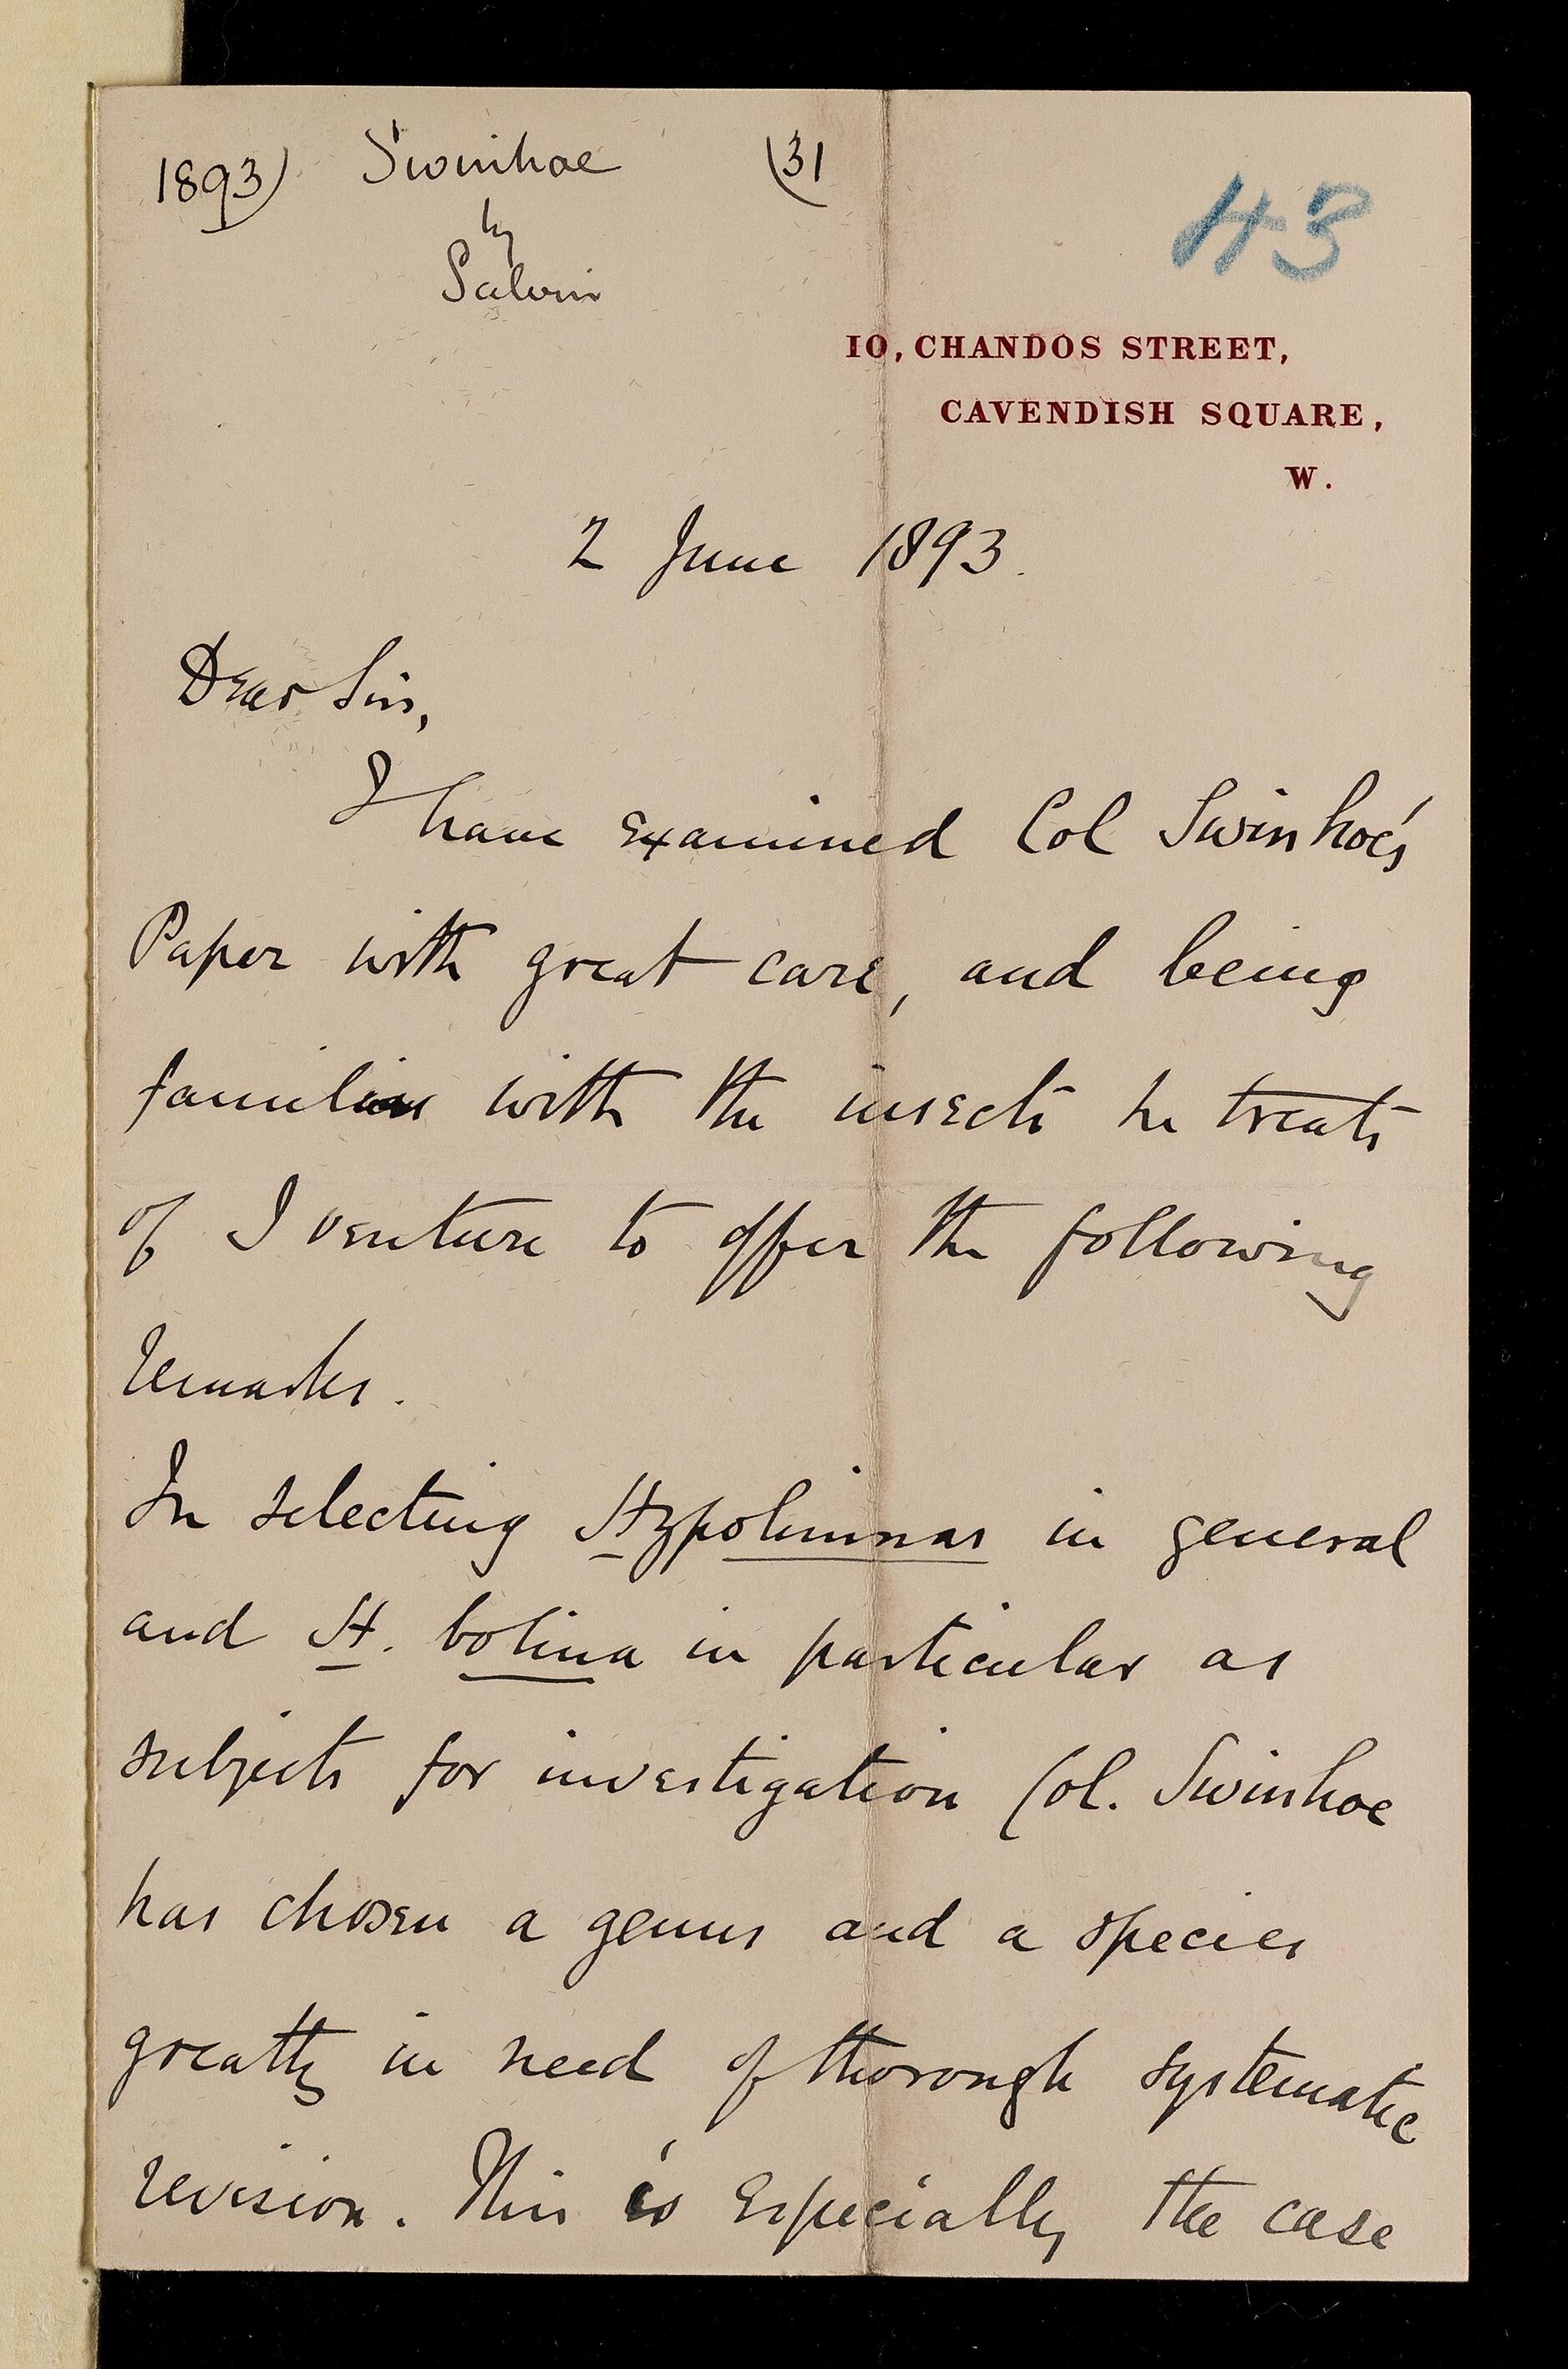 1893) Swinhoe (31
by
Salvin
43
10, CHANDOS STREET,
CAVENDISH SQUARE,
W.
2 June 1893.
Dear Sir,
I have examined Col Swinhoe's
Paper with great care, and being
familiar with the insects he treats
of I venture to offer the following
remarks.
In selecting Hypolimnas in general
and H. bolina in particular as
subjects for investigation Col. Swinhoe
has chosen a genus and a species
greatly in need of thorough systematic
revision. This is especially the case